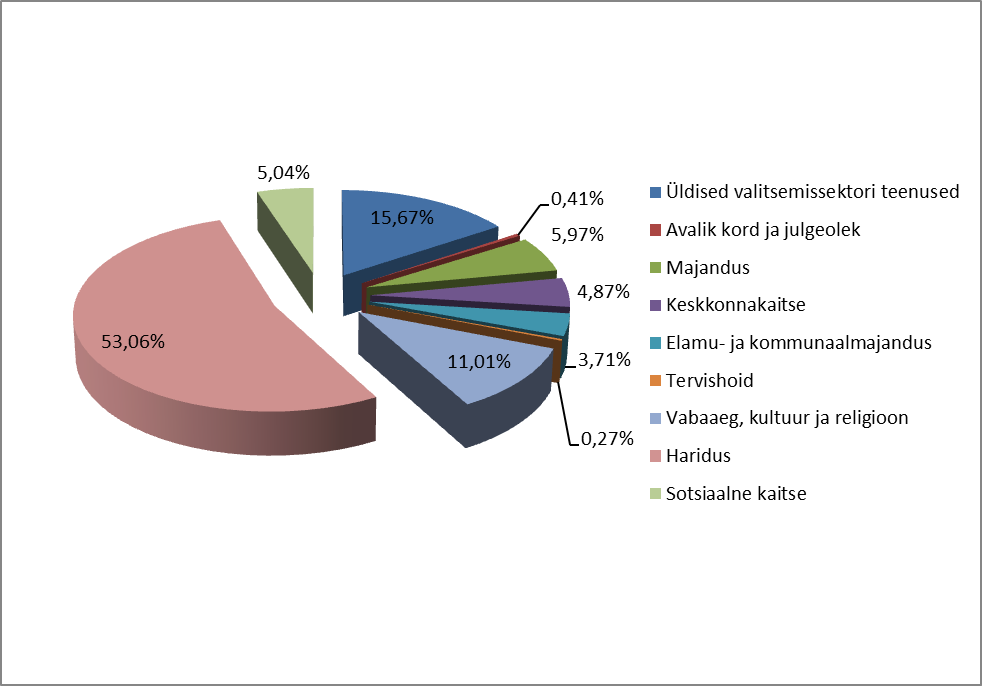 5,04%
15,67%
0,41%
5,97%
4,87%
3,71%
0,27%
11,01%
53,06%
Üldised valitsemissektori teenused
Avalik kord ja julgeolek
Majandus
Keskkonnakaitse
Elamu- ja kommunaalmajandus
Tervishoid
Vabaaeg, kultuur ja religioon
Haridus
Sotsiaalne kaitse